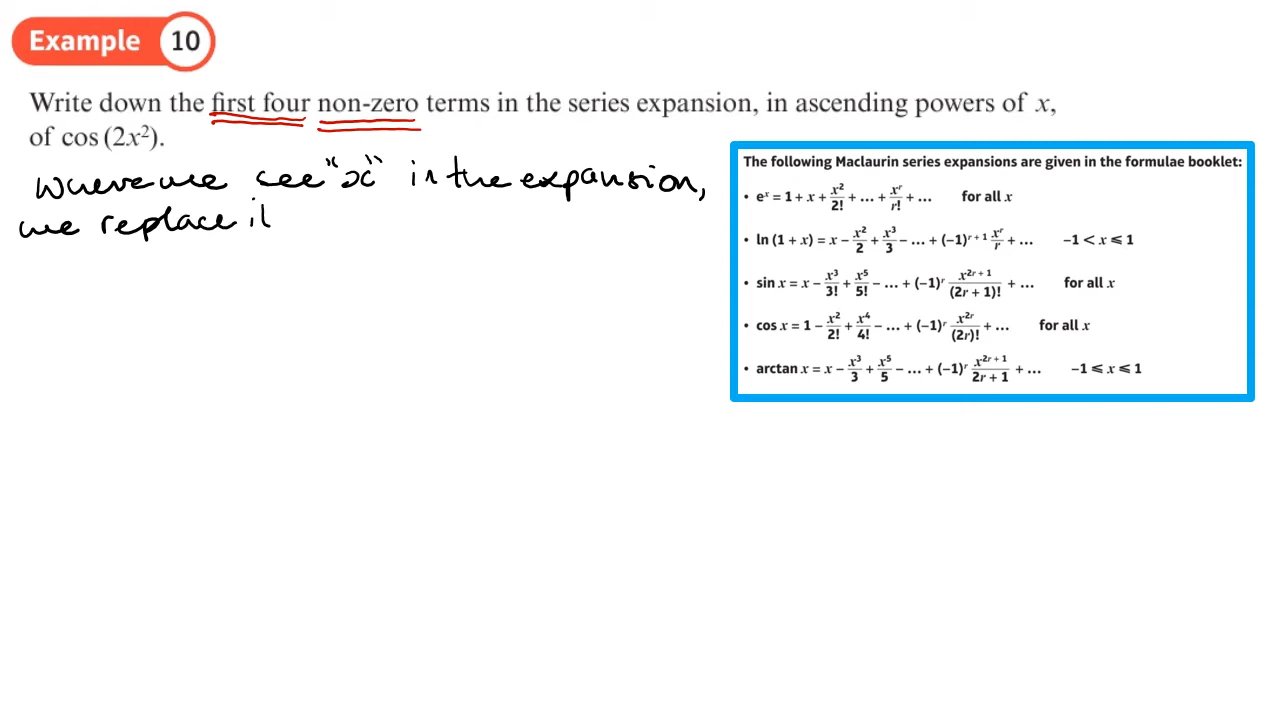 Example 10
Write down the first four non-zero terms in the series expansion, in ascending powers of x,
of cos (2x²).
where we see "x" in the expansion,
we replace it
The following Maclaurin series expansions are given in the formulae booklet:
• eˣ = 1 + x + x²/2! + ... + xʳ/r! + ... for all x
• ln (1 + x) = x − x²/2 + x³/3 − ... + (−1)ʳ⁺¹ xʳ/r + ... −1 < x ⩽ 1
• sin x = x − x³/3! + x⁵/5! − ... + (−1)ʳ x²ʳ⁺¹/(2r + 1)! + ... for all x
• cos x = 1 − x²/2! + x⁴/4! − ... + (−1)ʳ x²ʳ/(2r)! + ... for all x
• arctan x = x − x³/3 + x⁵/5 − ... + (−1)ʳ x²ʳ⁺¹/2r + 1 + ... −1 ⩽ x ⩽ 1